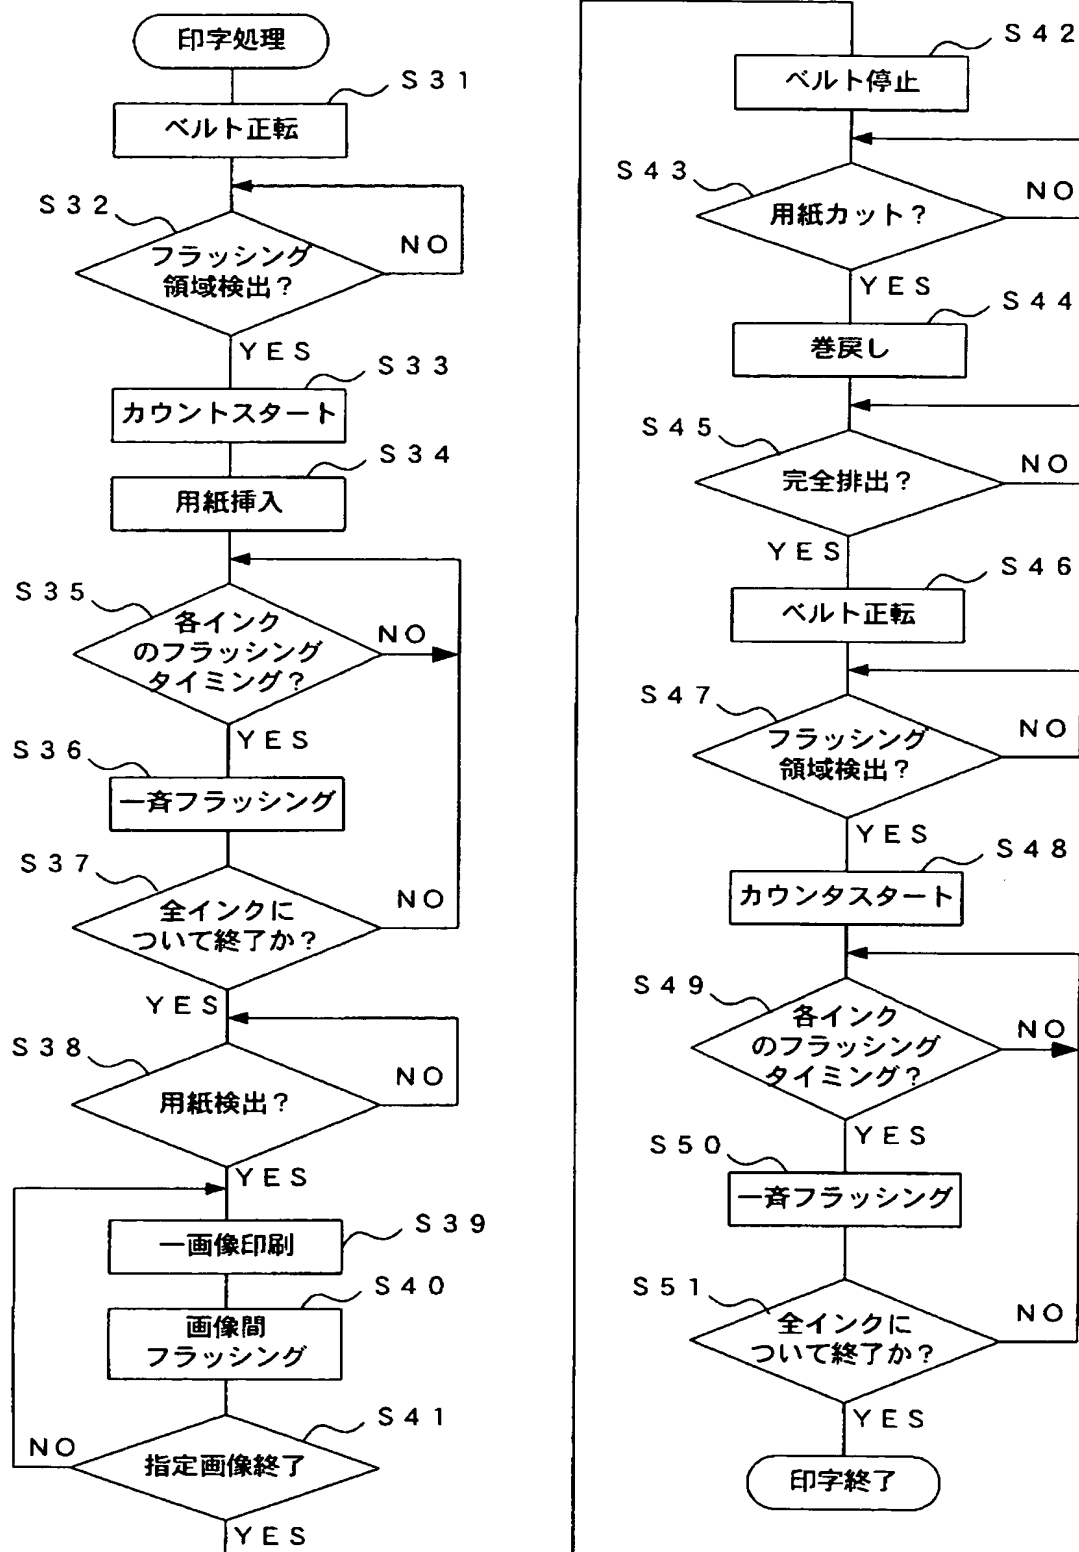 印字処理
S31
ベルト正転
S32
フラッシング
領域検出?
NO
YES
S33
カウントスタート
S34
用紙挿入
S35
各インク
のフラッシング
タイミング?
NO
YES
S36
一斉フラッシング
S37
全インクに
ついて終了か?
NO
YES
S38
用紙検出?
NO
YES
S39
一画像印刷
S40
画像間
フラッシング
S41
指定画像終了
NO
YES
S42
ベルト停止
S43
用紙カット?
NO
YES
S44
巻戻し
S45
完全排出?
NO
YES
S46
ベルト正転
S47
フラッシング
領域検出?
NO
YES
S48
カウンタスタート
S49
各インク
のフラッシング
タイミング?
NO
YES
S50
一斉フラッシング
S51
全インクに
ついて終了か?
NO
YES
印字終了